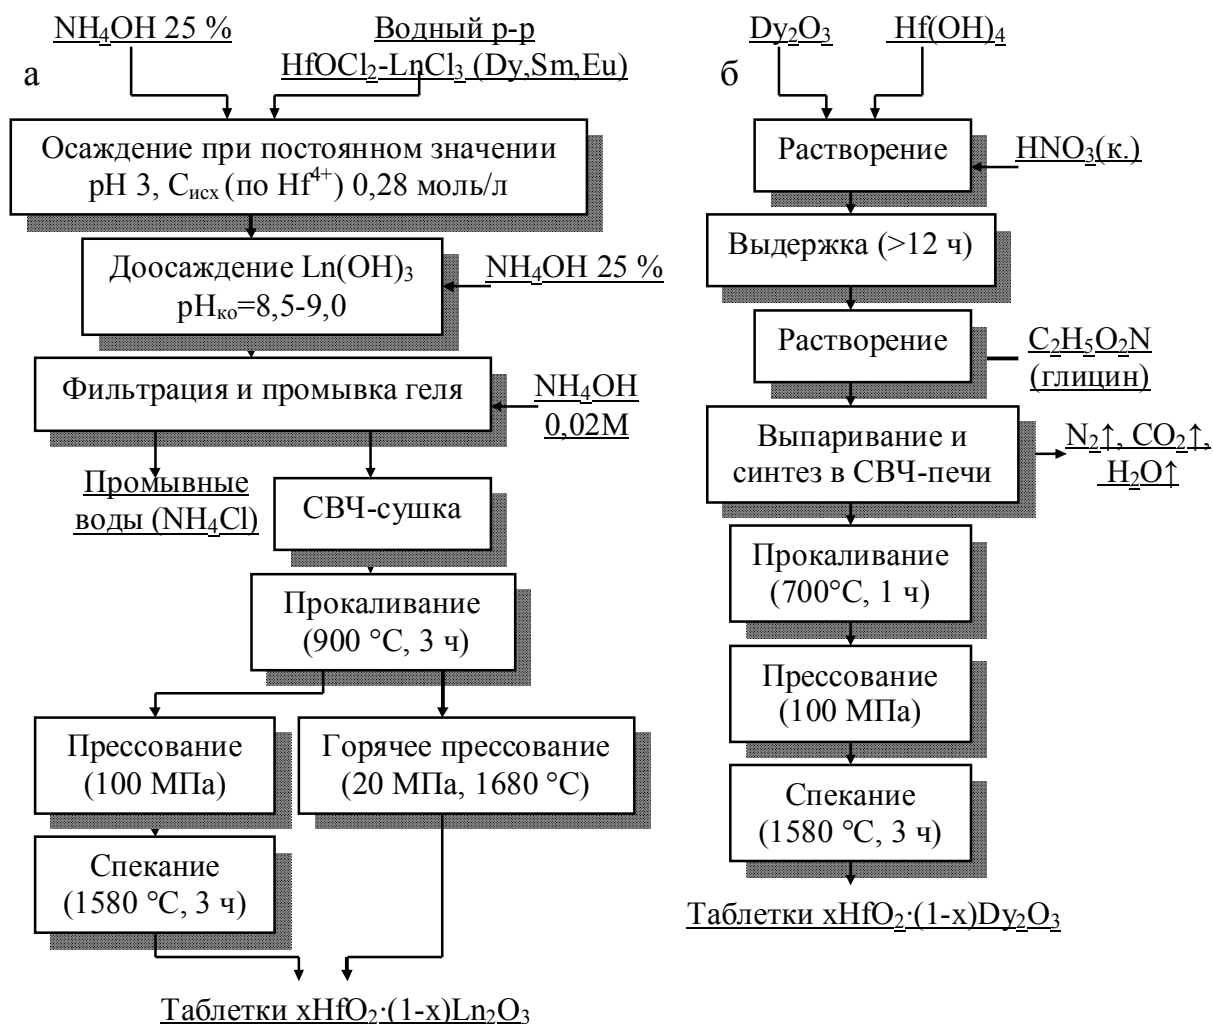 а
NH₄OH 25 %
Водный р-р
HfOCl₂-LnCl₃ (Dy,Sm,Eu)
Осаждение при постоянном значении
pH 3, Cисх (по Hf⁴⁺) 0,28 моль/л
Доосаждение Ln(OH)₃
pHко=8,5-9,0
NH₄OH 25 %
Фильтрация и промывка геля
NH₄OH
0,02М
Промывные
воды (NH₄Cl)
СВЧ-сушка
Прокаливание
(900 °C, 3 ч)
Прессование
(100 МПа)
Горячее прессование
(20 МПа, 1680 °C)
Спекание
(1580 °C, 3 ч)
Таблетки xHfO₂·(1-x)Ln₂O₃
б
Dy₂O₃
Hf(OH)₄
Растворение
HNO₃(к.)
Выдержка (>12 ч)
Растворение
C₂H₅O₂N
(глицин)
Выпаривание и
синтез в СВЧ-печи
N₂↑, CO₂↑,
H₂O↑
Прокаливание
(700°C, 1 ч)
Прессование
(100 МПа)
Спекание
(1580 °C, 3 ч)
Таблетки xHfO₂·(1-x)Dy₂O₃